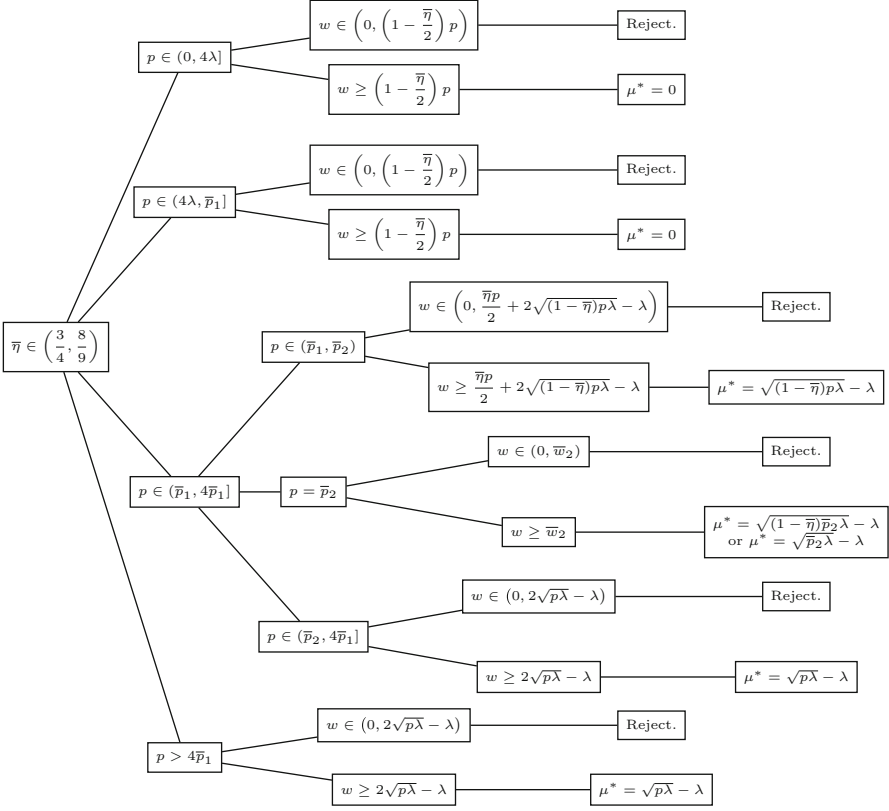 w ∈ (0, (1 − η̅/2) p)
Reject.
p ∈ (0, 4λ]
w ≥ (1 − η̅/2) p
μ* = 0
w ∈ (0, (1 − η̅/2) p)
Reject.
p ∈ (4λ, p̅₁]
w ≥ (1 − η̅/2) p
μ* = 0
w ∈ (0, η̅p/2 + 2√((1 − η̅)pλ) − λ)
Reject.
η̅ ∈ (3/4, 8/9)
p ∈ (p̅₁, p̅₂)
w ≥ η̅p/2 + 2√((1 − η̅)pλ) − λ
μ* = √((1 − η̅)pλ) − λ
w ∈ (0, w̅₂)
Reject.
p ∈ (p̅₁, 4p̅₁]
p = p̅₂
w ≥ w̅₂
μ* = √((1 − η̅)p̅₂λ) − λ
or μ* = √(p̅₂λ) − λ
w ∈ (0, 2√(pλ) − λ)
Reject.
p ∈ (p̅₂, 4p̅₁]
w ≥ 2√(pλ) − λ
μ* = √(pλ) − λ
w ∈ (0, 2√(pλ) − λ)
Reject.
p > 4p̅₁
w ≥ 2√(pλ) − λ
μ* = √(pλ) − λ